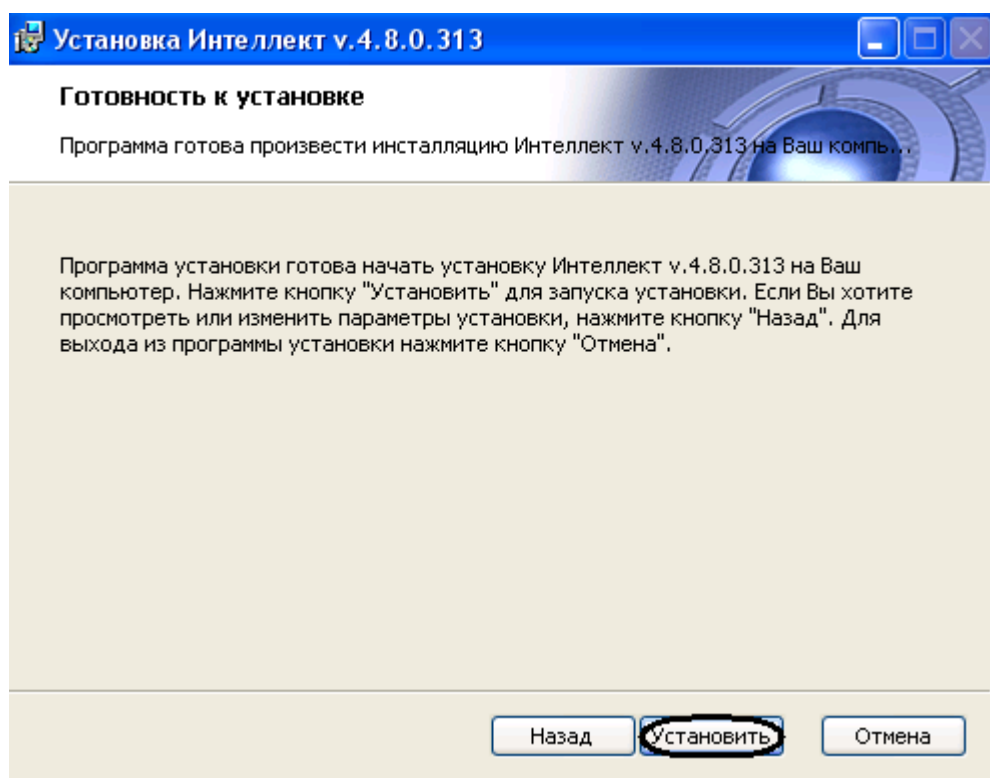 Установка Интеллект v.4.8.0.313
Готовность к установке
Программа готова произвести инсталляцию Интеллект v.4.8.0.313 на Ваш компь...
Программа установки готова начать установку Интеллект v.4.8.0.313 на Ваш
компьютер. Нажмите кнопку "Установить" для запуска установки. Если Вы хотите
просмотреть или изменить параметры установки, нажмите кнопку "Назад". Для
выхода из программы установки нажмите кнопку "Отмена".
Назад Установить Отмена